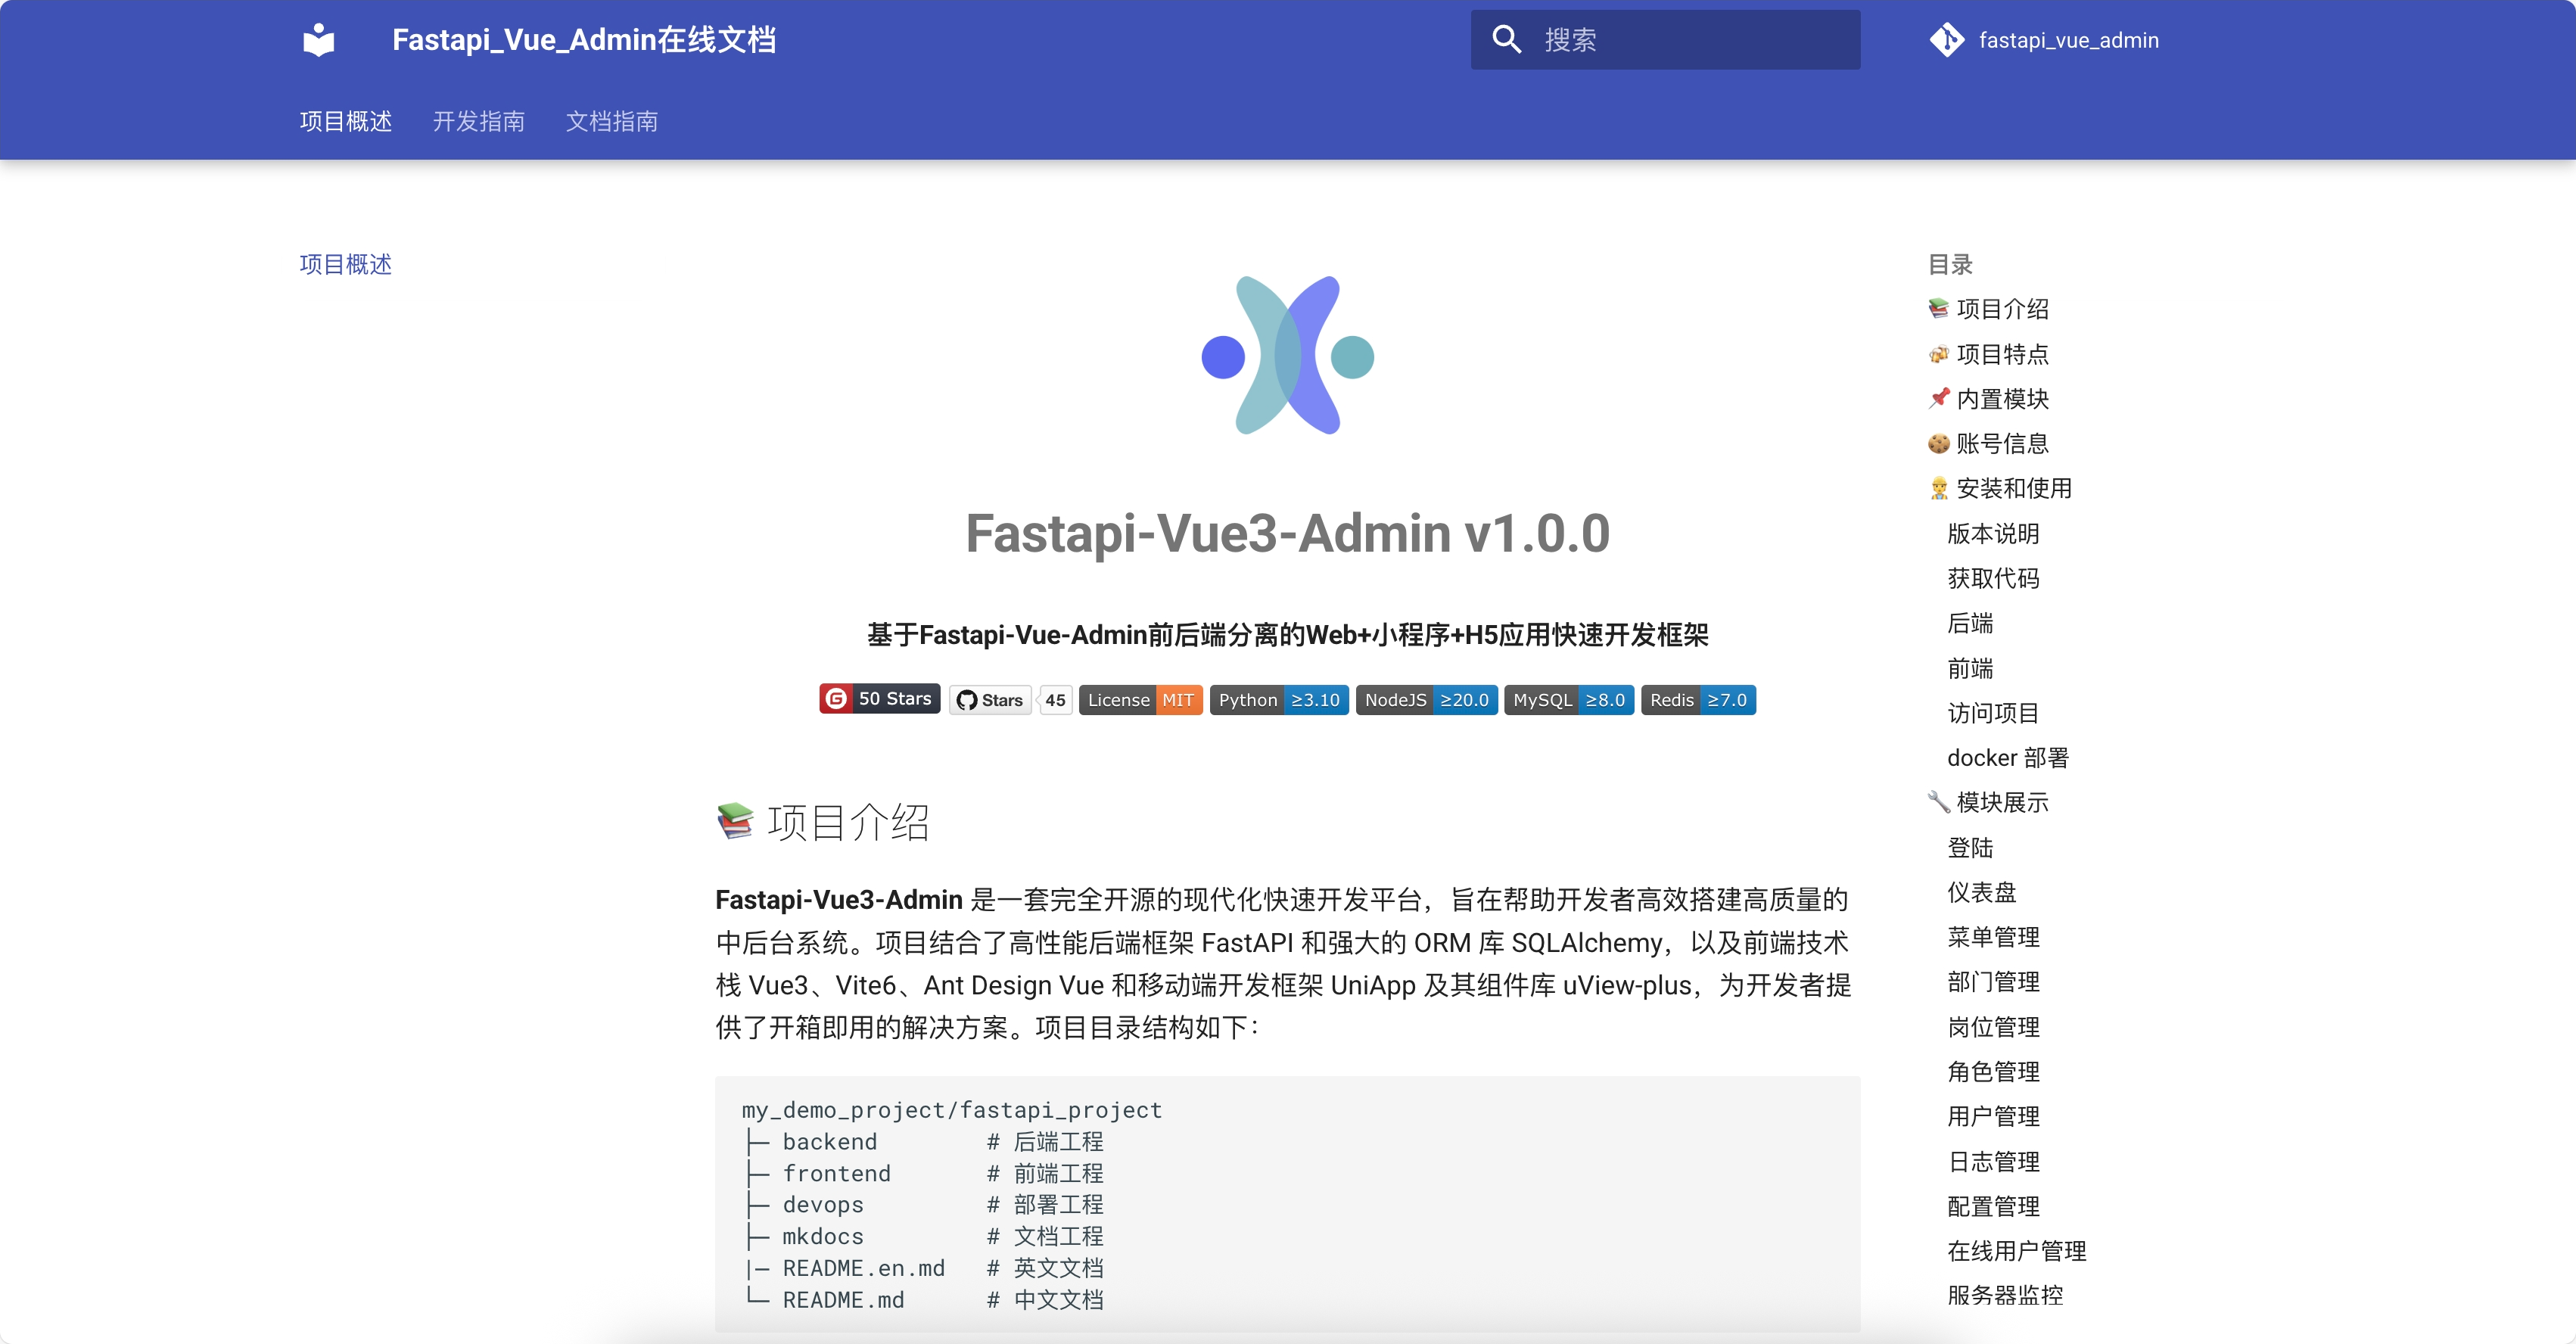 Fastapi_Vue_Admin在线文档
搜索
fastapi_vue_admin
项目概述 开发指南 文档指南
项目概述
Fastapi-Vue3-Admin v1.0.0
基于Fastapi-Vue-Admin前后端分离的Web+小程序+H5应用快速开发框架
50 Stars Stars 45 License MIT Python ≥3.10 NodeJS ≥20.0 MySQL ≥8.0 Redis ≥7.0
📚 项目介绍
Fastapi-Vue3-Admin 是一套完全开源的现代化快速开发平台，旨在帮助开发者高效搭建高质量的
中后台系统。项目结合了高性能后端框架 FastAPI 和强大的 ORM 库 SQLAlchemy，以及前端技术
栈 Vue3、Vite6、Ant Design Vue 和移动端开发框架 UniApp 及其组件库 uView-plus，为开发者提
供了开箱即用的解决方案。项目目录结构如下：
my_demo_project/fastapi_project
├─ backend        # 后端工程
├─ frontend       # 前端工程
├─ devops         # 部署工程
├─ mkdocs         # 文档工程
|─ README.en.md   # 英文文档
└─ README.md      # 中文文档
目录
📚 项目介绍
🍻 项目特点
📌 内置模块
🍪 账号信息
👷 安装和使用
版本说明
获取代码
后端
前端
访问项目
docker 部署
🔧 模块展示
登陆
仪表盘
菜单管理
部门管理
岗位管理
角色管理
用户管理
日志管理
配置管理
在线用户管理
服务器监控